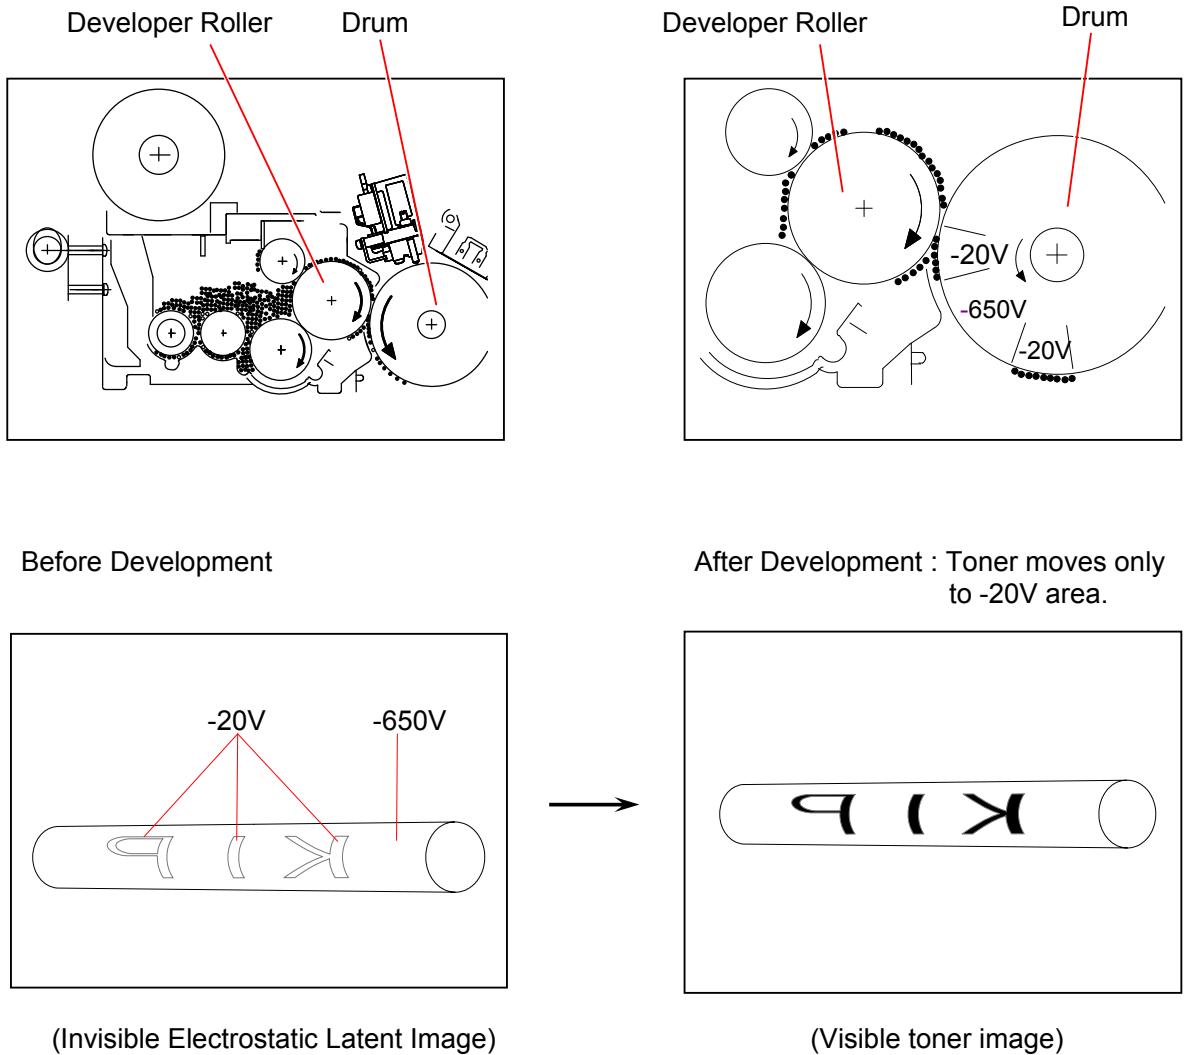 Developer Roller Drum
Developer Roller Drum
-20V
-650V
-20V
Before Development
After Development : Toner moves only
to -20V area.
-20V -650V
(Invisible Electrostatic Latent Image)
(Visible toner image)